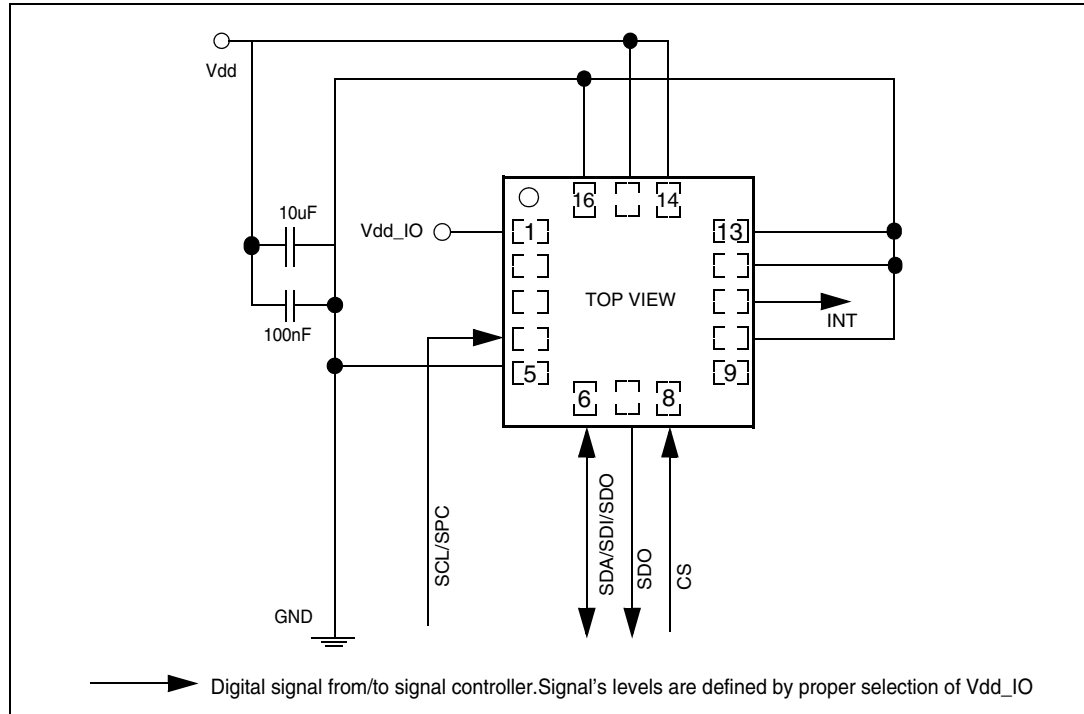 Vdd
16
14
10uF
Vdd_IO
1
13
TOP VIEW
INT
100nF
5
9
6
8
SCL/SPC
SDA/SDI/SDO
SDO
CS
GND
Digital signal from/to signal controller.Signal's levels are defined by proper selection of Vdd_IO